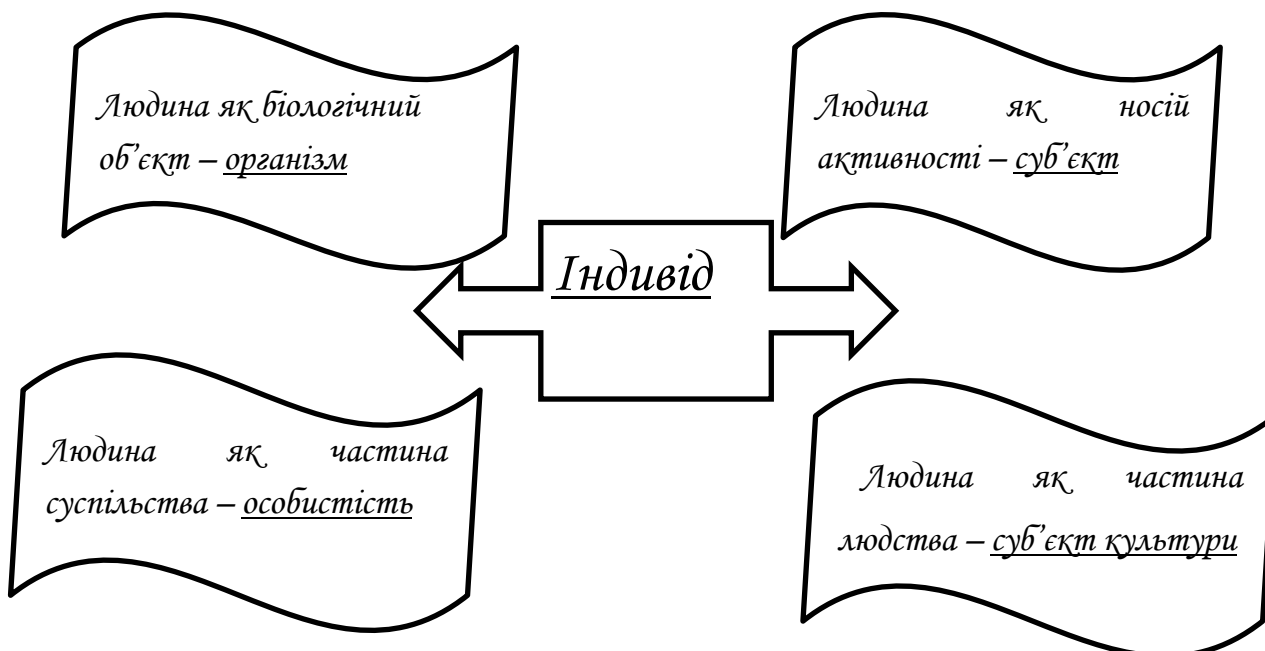 Людина як біологічний
об’єкт – організм
Людина як носій
активності – суб’єкт
Індивід
Людина як частина
суспільства – особистість
Людина як частина
людства – суб’єкт культури